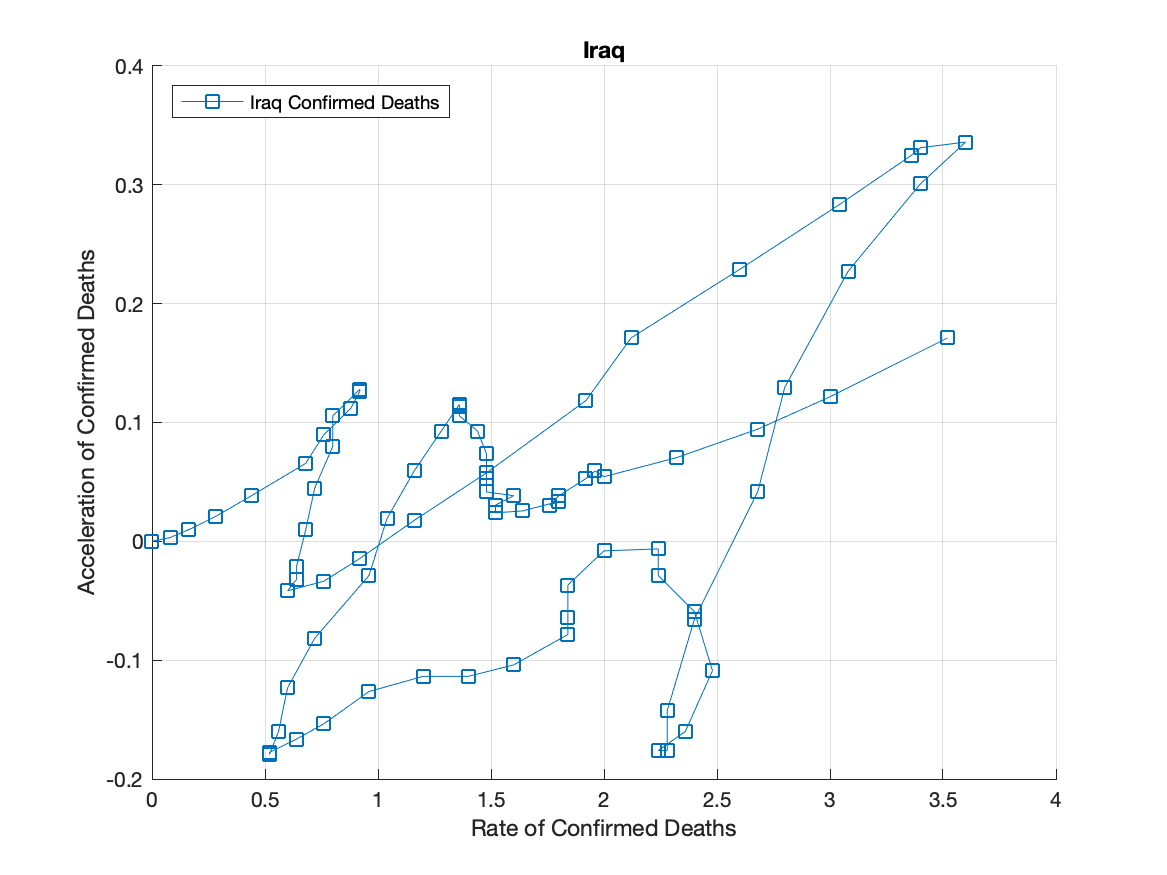 Iraq
Iraq Confirmed Deaths
Acceleration of Confirmed Deaths
0.4
0.3
0.2
0.1
0
-0.1
-0.2
0 0.5 1 1.5 2 2.5 3 3.5 4
Rate of Confirmed Deaths